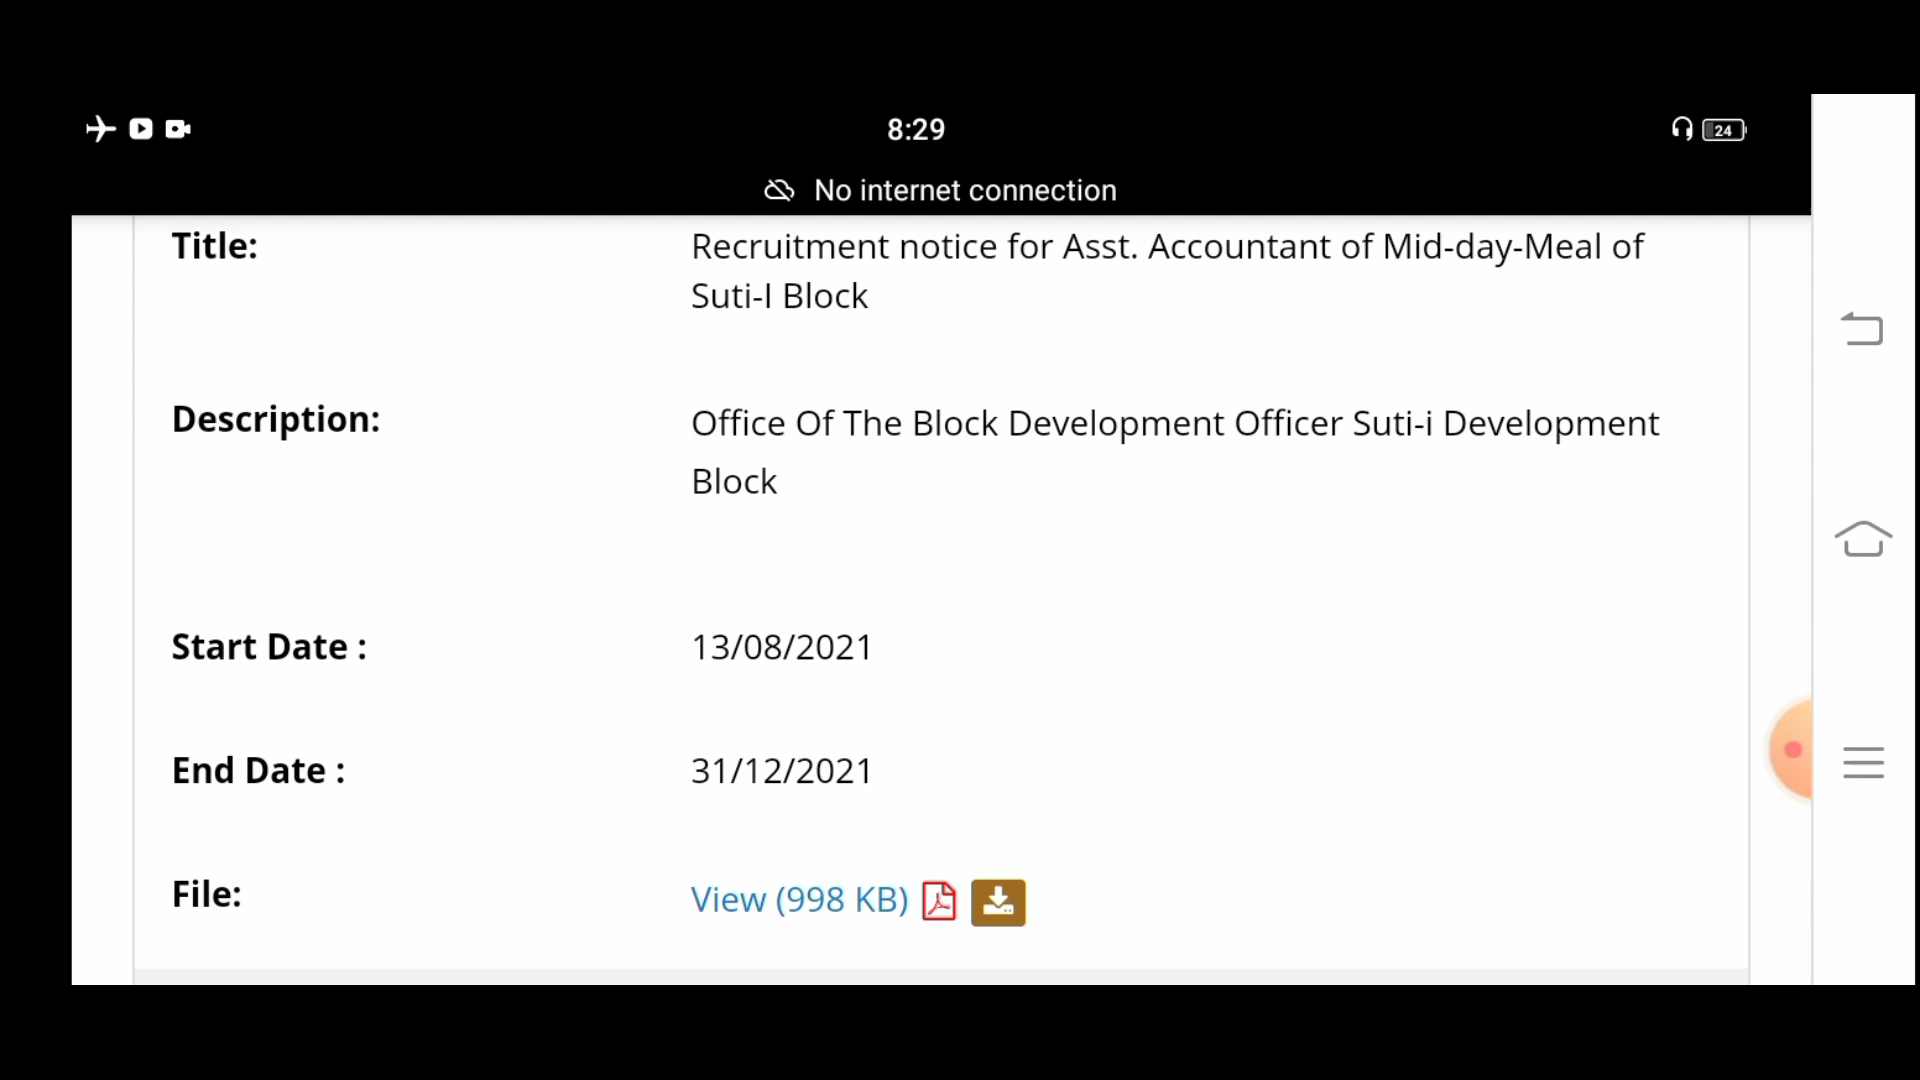 8:29
24
No internet connection
Title:
Recruitment notice for Asst. Accountant of Mid-day-Meal of
Suti-I Block
Description:
Office Of The Block Development Officer Suti-i Development
Block
Start Date :
13/08/2021
End Date :
31/12/2021
File:
View (998 KB)